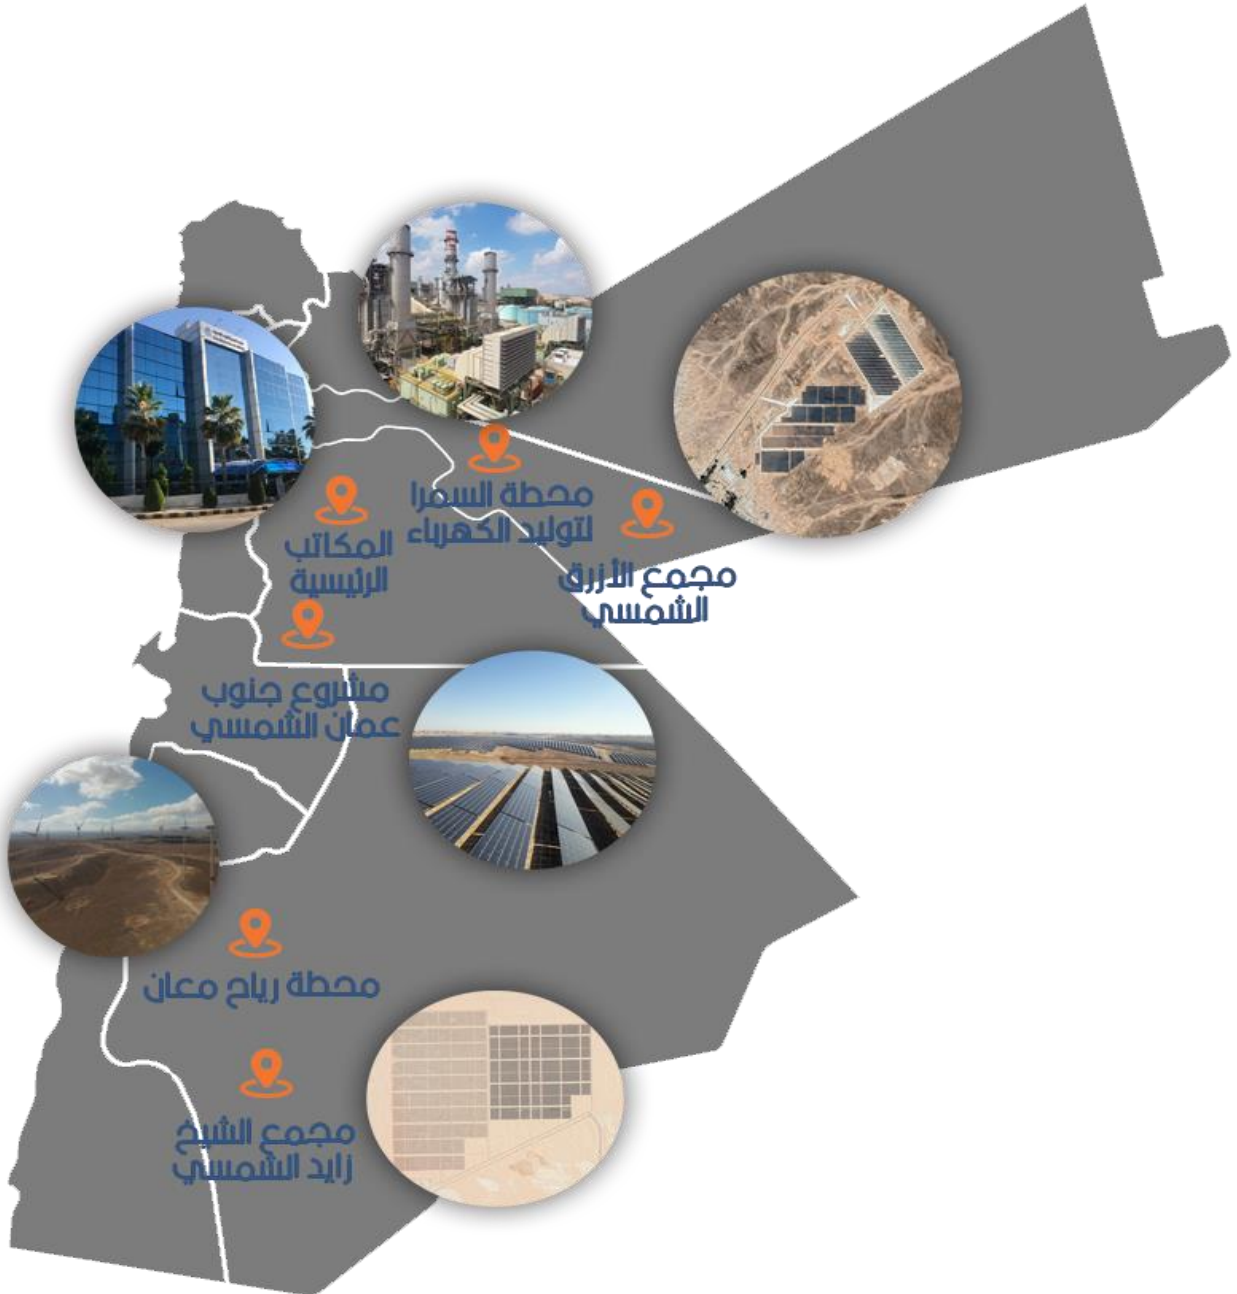 محطة السمرا
لتوليد الكهرباء
المكاتب
الرئيسية
مجمع الأزرق
الشمسي
مشروع جنوب
عمان الشمسي
محطة رياح معان
مجمع الشيخ
زايد الشمسي